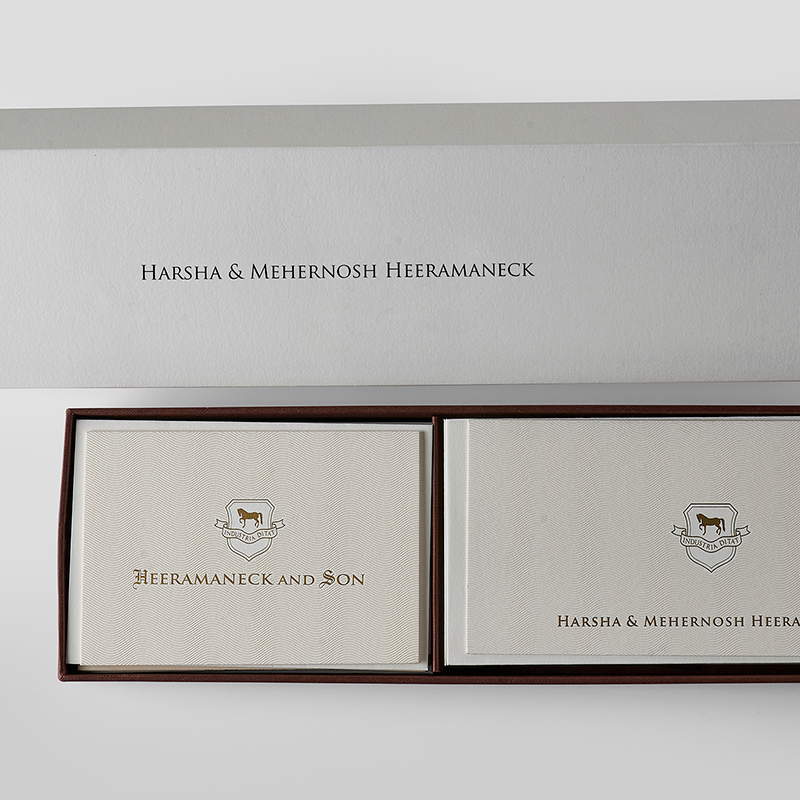 HARSHA & MEHERNOSH HEERAMANECK
INDUSTRIA DITAT
HEERAMANECK AND SON
INDUSTRIA DITAT
HARSHA & MEHERNOSH HEERA